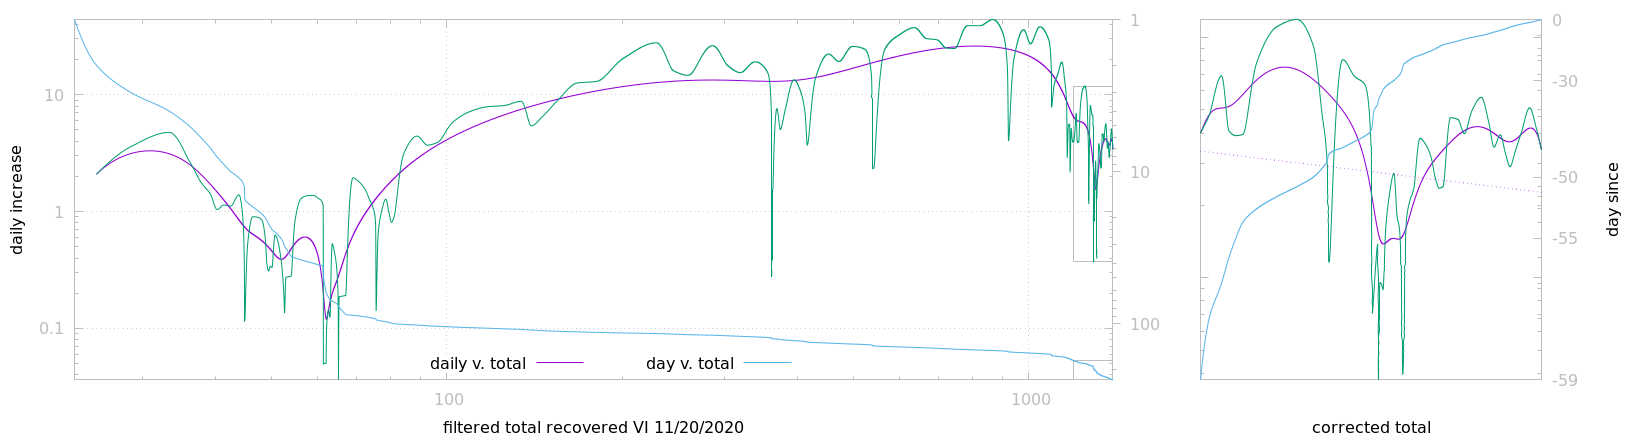 daily increase
10
1
0.1
100
1000
filtered total recovered VI 11/20/2020
daily v. total
day v. total
1
10
100
0
-30
-50
-55
-59
day since
corrected total